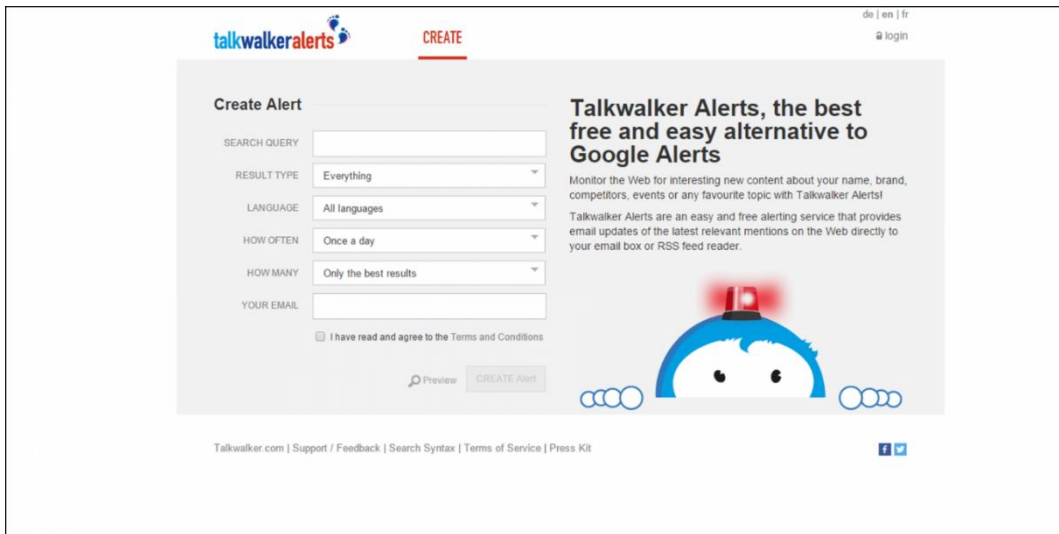 de | en | fr
talkwalkeralerts
CREATE
login
Create Alert
SEARCH QUERY
RESULT TYPE Everything
LANGUAGE All languages
HOW OFTEN Once a day
HOW MANY Only the best results
YOUR EMAIL
I have read and agree to the Terms and Conditions
Preview CREATE Alert
Talkwalker Alerts, the best
free and easy alternative to
Google Alerts
Monitor the Web for interesting new content about your name, brand,
competitors, events or any favourite topic with Talkwalker Alerts!
Talkwalker Alerts are an easy and free alerting service that provides
email updates of the latest relevant mentions on the Web directly to
your email box or RSS feed reader.
Talkwalker.com | Support / Feedback | Search Syntax | Terms of Service | Press Kit